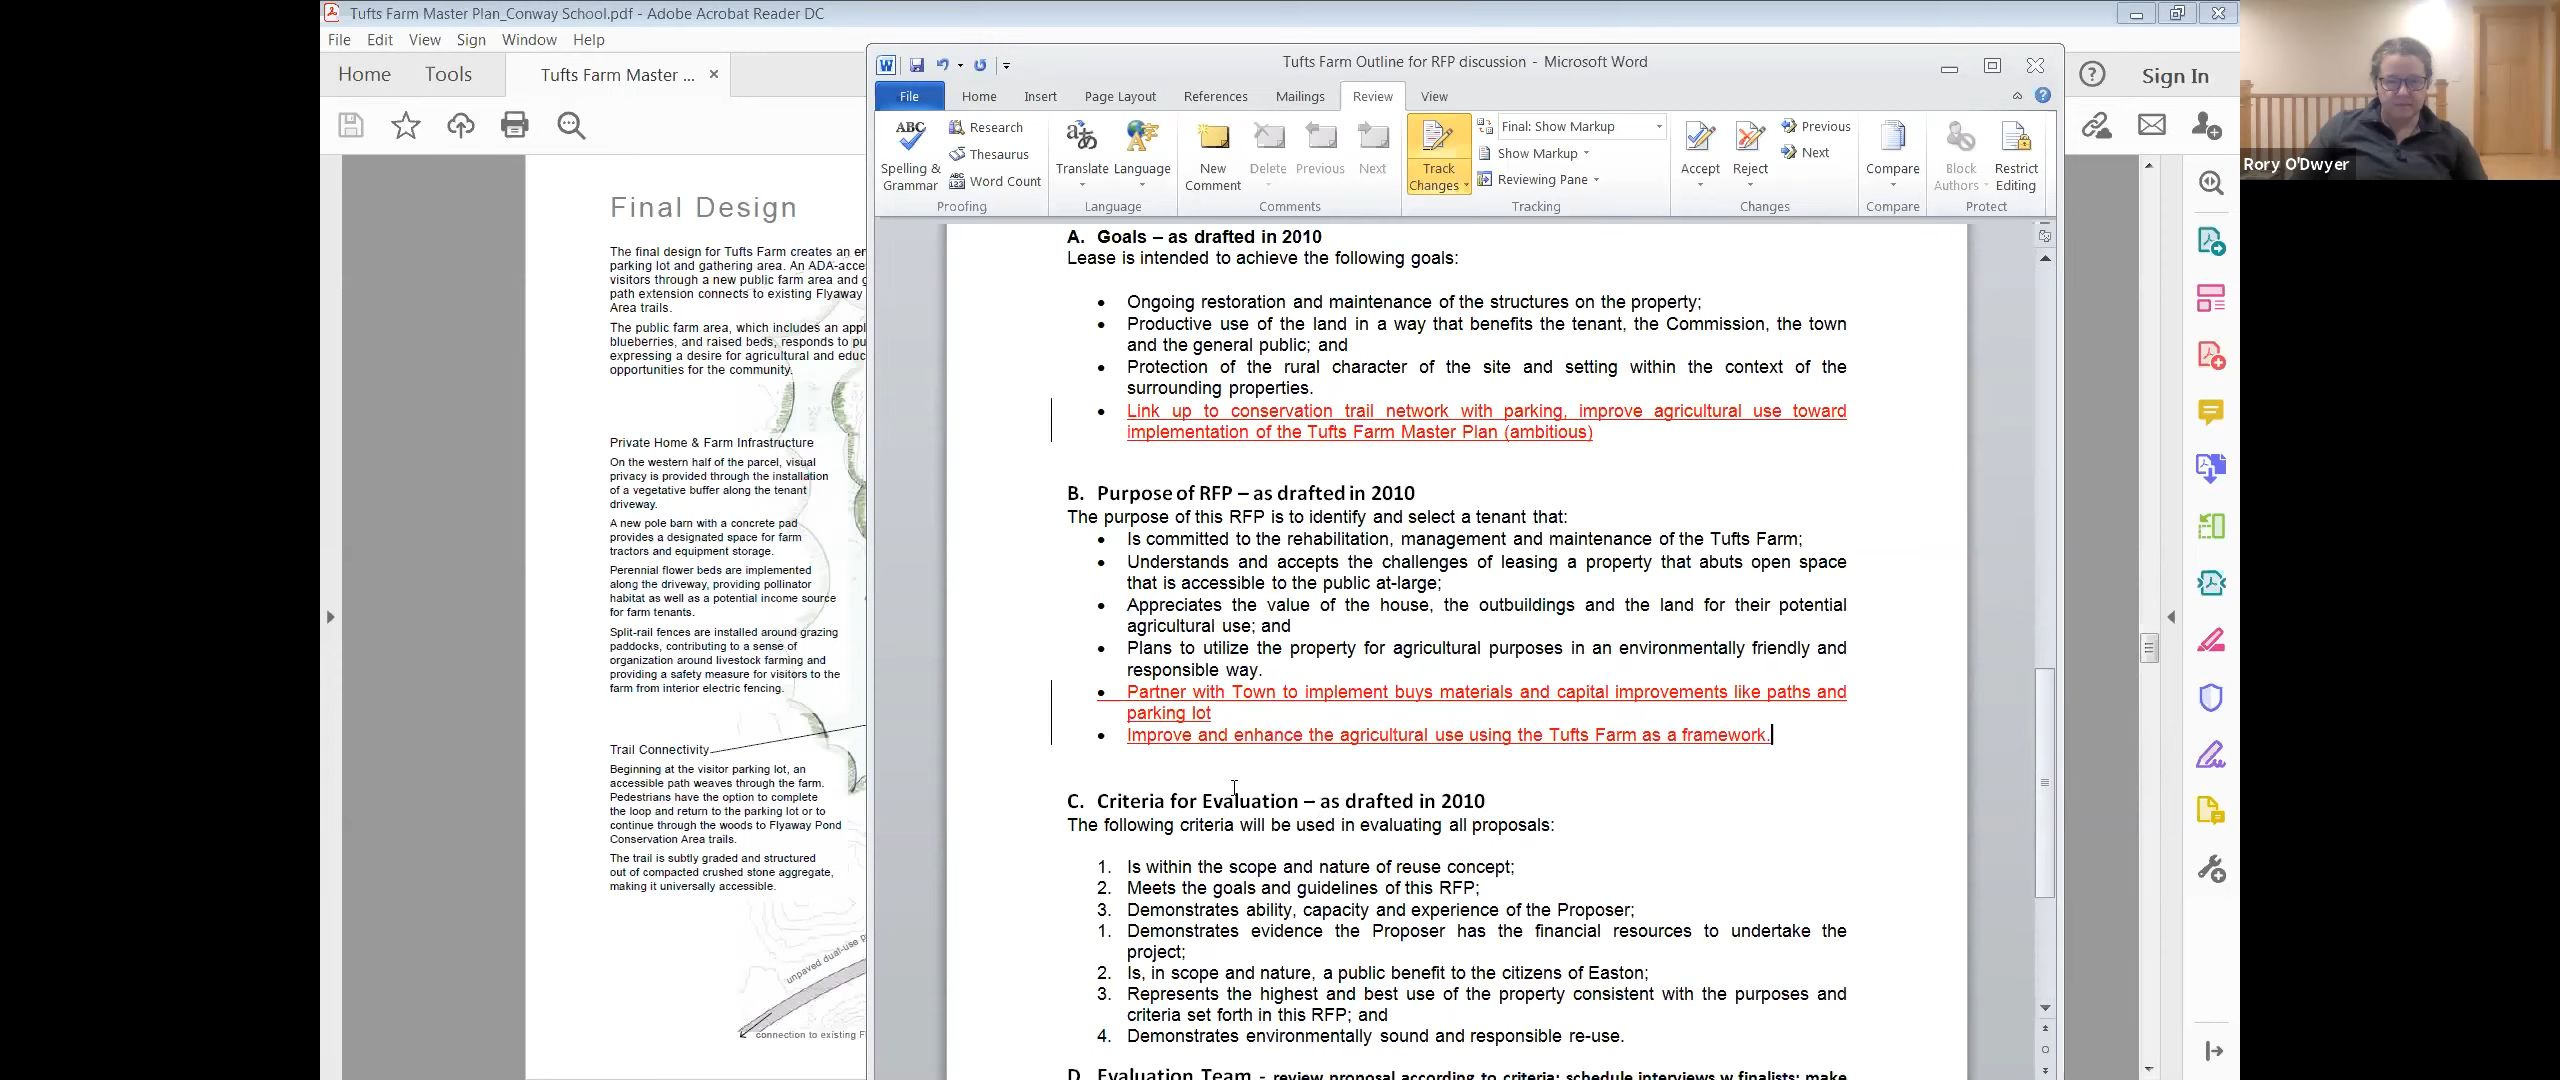 Tufts Farm Master Plan_Conway School.pdf - Adobe Acrobat Reader DC
File Edit View Sign Window Help
Home Tools Tufts Farm Master ... ×
Sign In
Final Design
The final design for Tufts Farm creates an
parking lot and gathering area. An
visitors through a new public farm area and
path extension connects to existing Flyaway
Area trails.
The public farm area, which includes an
blueberries, and raised beds, responds to
expressing a desire for agricultural and
opportunities for the community.
Private Home & Farm Infrastructure
On the western half of the parcel, visual
privacy is provided through the installation
of a vegetative buffer along the tenant
driveway.
A new pole barn with a concrete pad
provides a designated space for farm
tractors and equipment storage.
Perennial flower beds are implemented
along the driveway, providing pollinator
habitat as well as a potential income source
for farm tenants.
Split-rail fences are installed around grazing
paddocks, contributing to a sense of
organization around livestock farming and
providing a safety measure for visitors to the
farm from interior electric fencing.
Trail Connectivity
Beginning at the visitor parking lot, an
accessible path weaves through the farm.
Pedestrians have the option to complete
the loop and return to the parking lot or to
continue through the woods to Flyaway Pond
Conservation Area trails.
The trail is subtly graded and structured
out of compacted crushed stone aggregate,
making it universally accessible.
unpaved dual-use
connection to existing
Tufts Farm Outline for RFP discussion - Microsoft Word
File Home Insert Page Layout References Mailings Review View
ABC Spelling & Grammar
Research
Thesaurus
ABC 123 Word Count
Proofing
Translate Language
Language
New Comment Delete Previous Next
Comments
Track Changes
Final: Show Markup
Show Markup
Reviewing Pane
Tracking
Accept Reject Previous Next
Changes
Compare
Compare
Block Authors Restrict Editing
Protect
A. Goals – as drafted in 2010
Lease is intended to achieve the following goals:
• Ongoing restoration and maintenance of the structures on the property;
• Productive use of the land in a way that benefits the tenant, the Commission, the town
and the general public; and
• Protection of the rural character of the site and setting within the context of the
surrounding properties.
• Link up to conservation trail network with parking, improve agricultural use toward
implementation of the Tufts Farm Master Plan (ambitious)
B. Purpose of RFP – as drafted in 2010
The purpose of this RFP is to identify and select a tenant that:
• Is committed to the rehabilitation, management and maintenance of the Tufts Farm;
• Understands and accepts the challenges of leasing a property that abuts open space
that is accessible to the public at-large;
• Appreciates the value of the house, the outbuildings and the land for their potential
agricultural use; and
• Plans to utilize the property for agricultural purposes in an environmentally friendly and
responsible way.
• Partner with Town to implement buys materials and capital improvements like paths and
parking lot
• Improve and enhance the agricultural use using the Tufts Farm as a framework.
C. Criteria for Evaluation – as drafted in 2010
The following criteria will be used in evaluating all proposals:
1. Is within the scope and nature of reuse concept;
2. Meets the goals and guidelines of this RFP;
3. Demonstrates ability, capacity and experience of the Proposer;
1. Demonstrates evidence the Proposer has the financial resources to undertake the
project;
2. Is, in scope and nature, a public benefit to the citizens of Easton;
3. Represents the highest and best use of the property consistent with the purposes and
criteria set forth in this RFP; and
4. Demonstrates environmentally sound and responsible re-use.
D. Evaluation Team - review proposal according to criteria; schedule interviews w finalists; make
Rory O'Dwyer